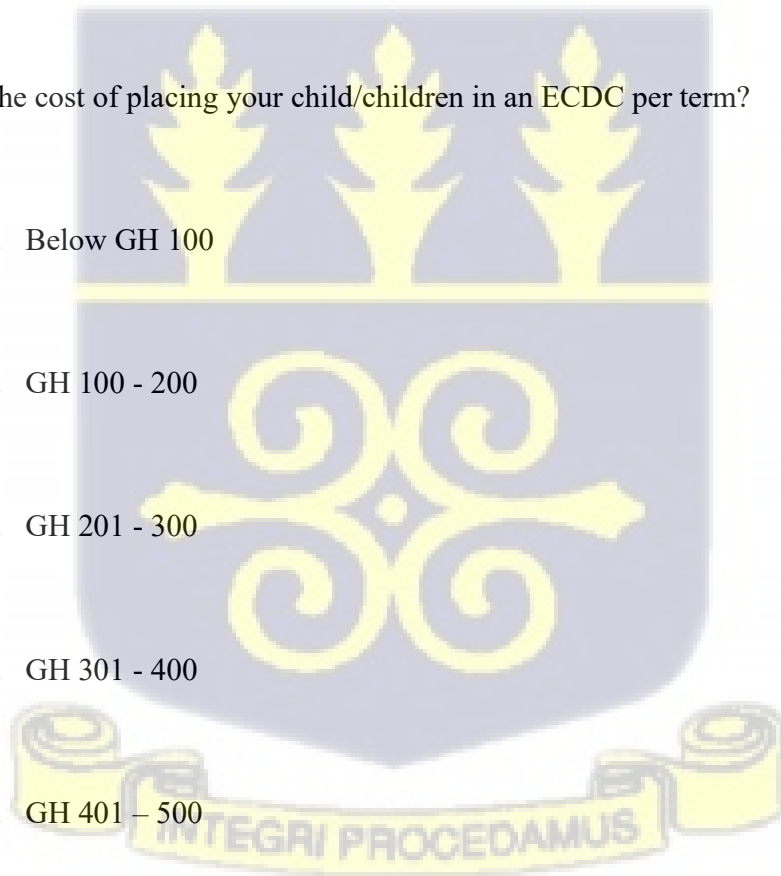 he cost of placing your child/children in an ECDC per term?
Below GH 100
GH 100 - 200
GH 201 - 300
GH 301 - 400
GH 401 – 500
INTEGRI PROCEDAMUS